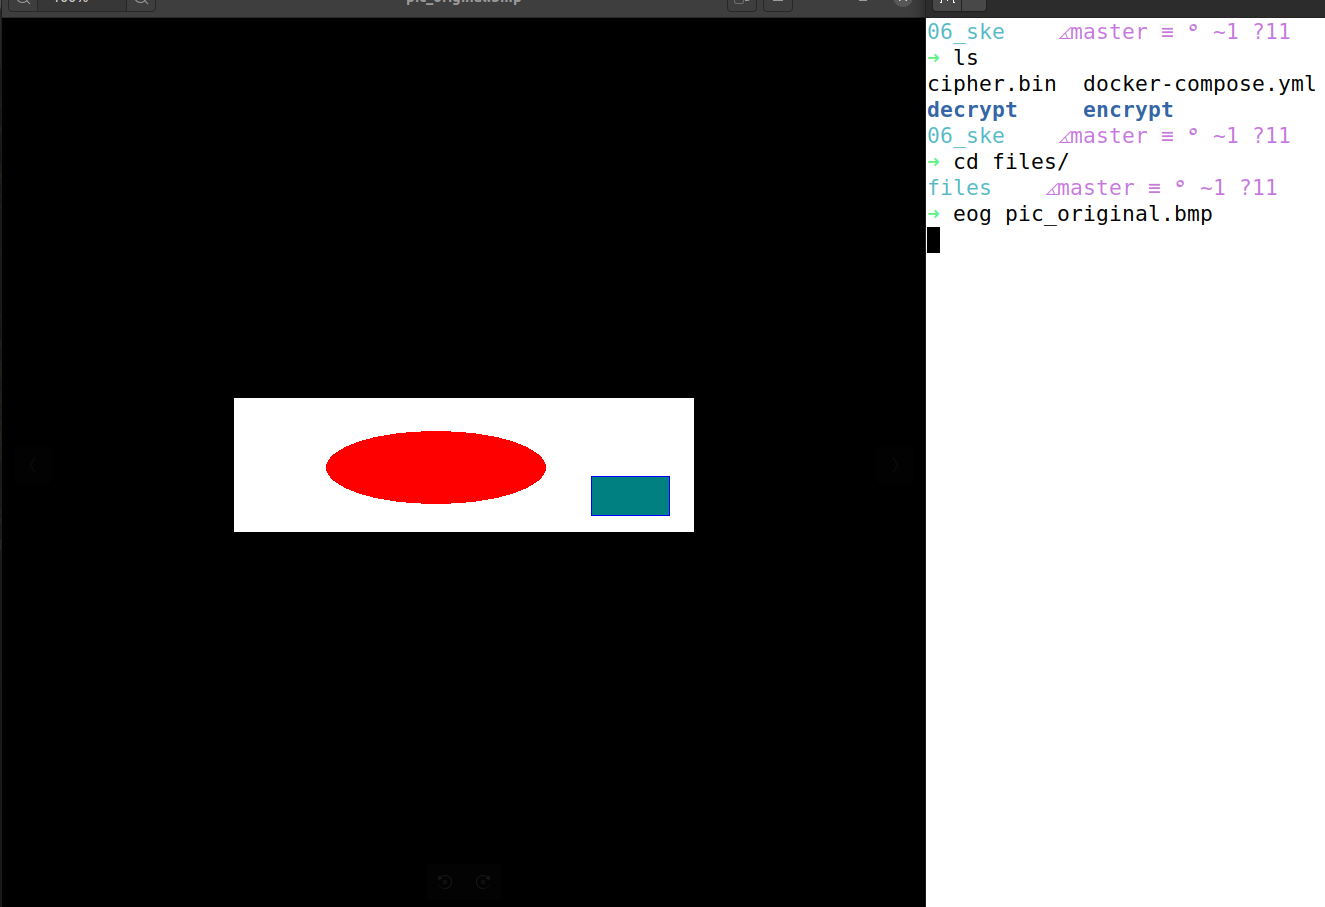 pic_original.bmp
06_ske ⊿master ≡ ° ~1 ?11
➜ ls
cipher.bin docker-compose.yml
decrypt encrypt
06_ske ⊿master ≡ ° ~1 ?11
➜ cd files/
files ⊿master ≡ ° ~1 ?11
➜ eog pic_original.bmp